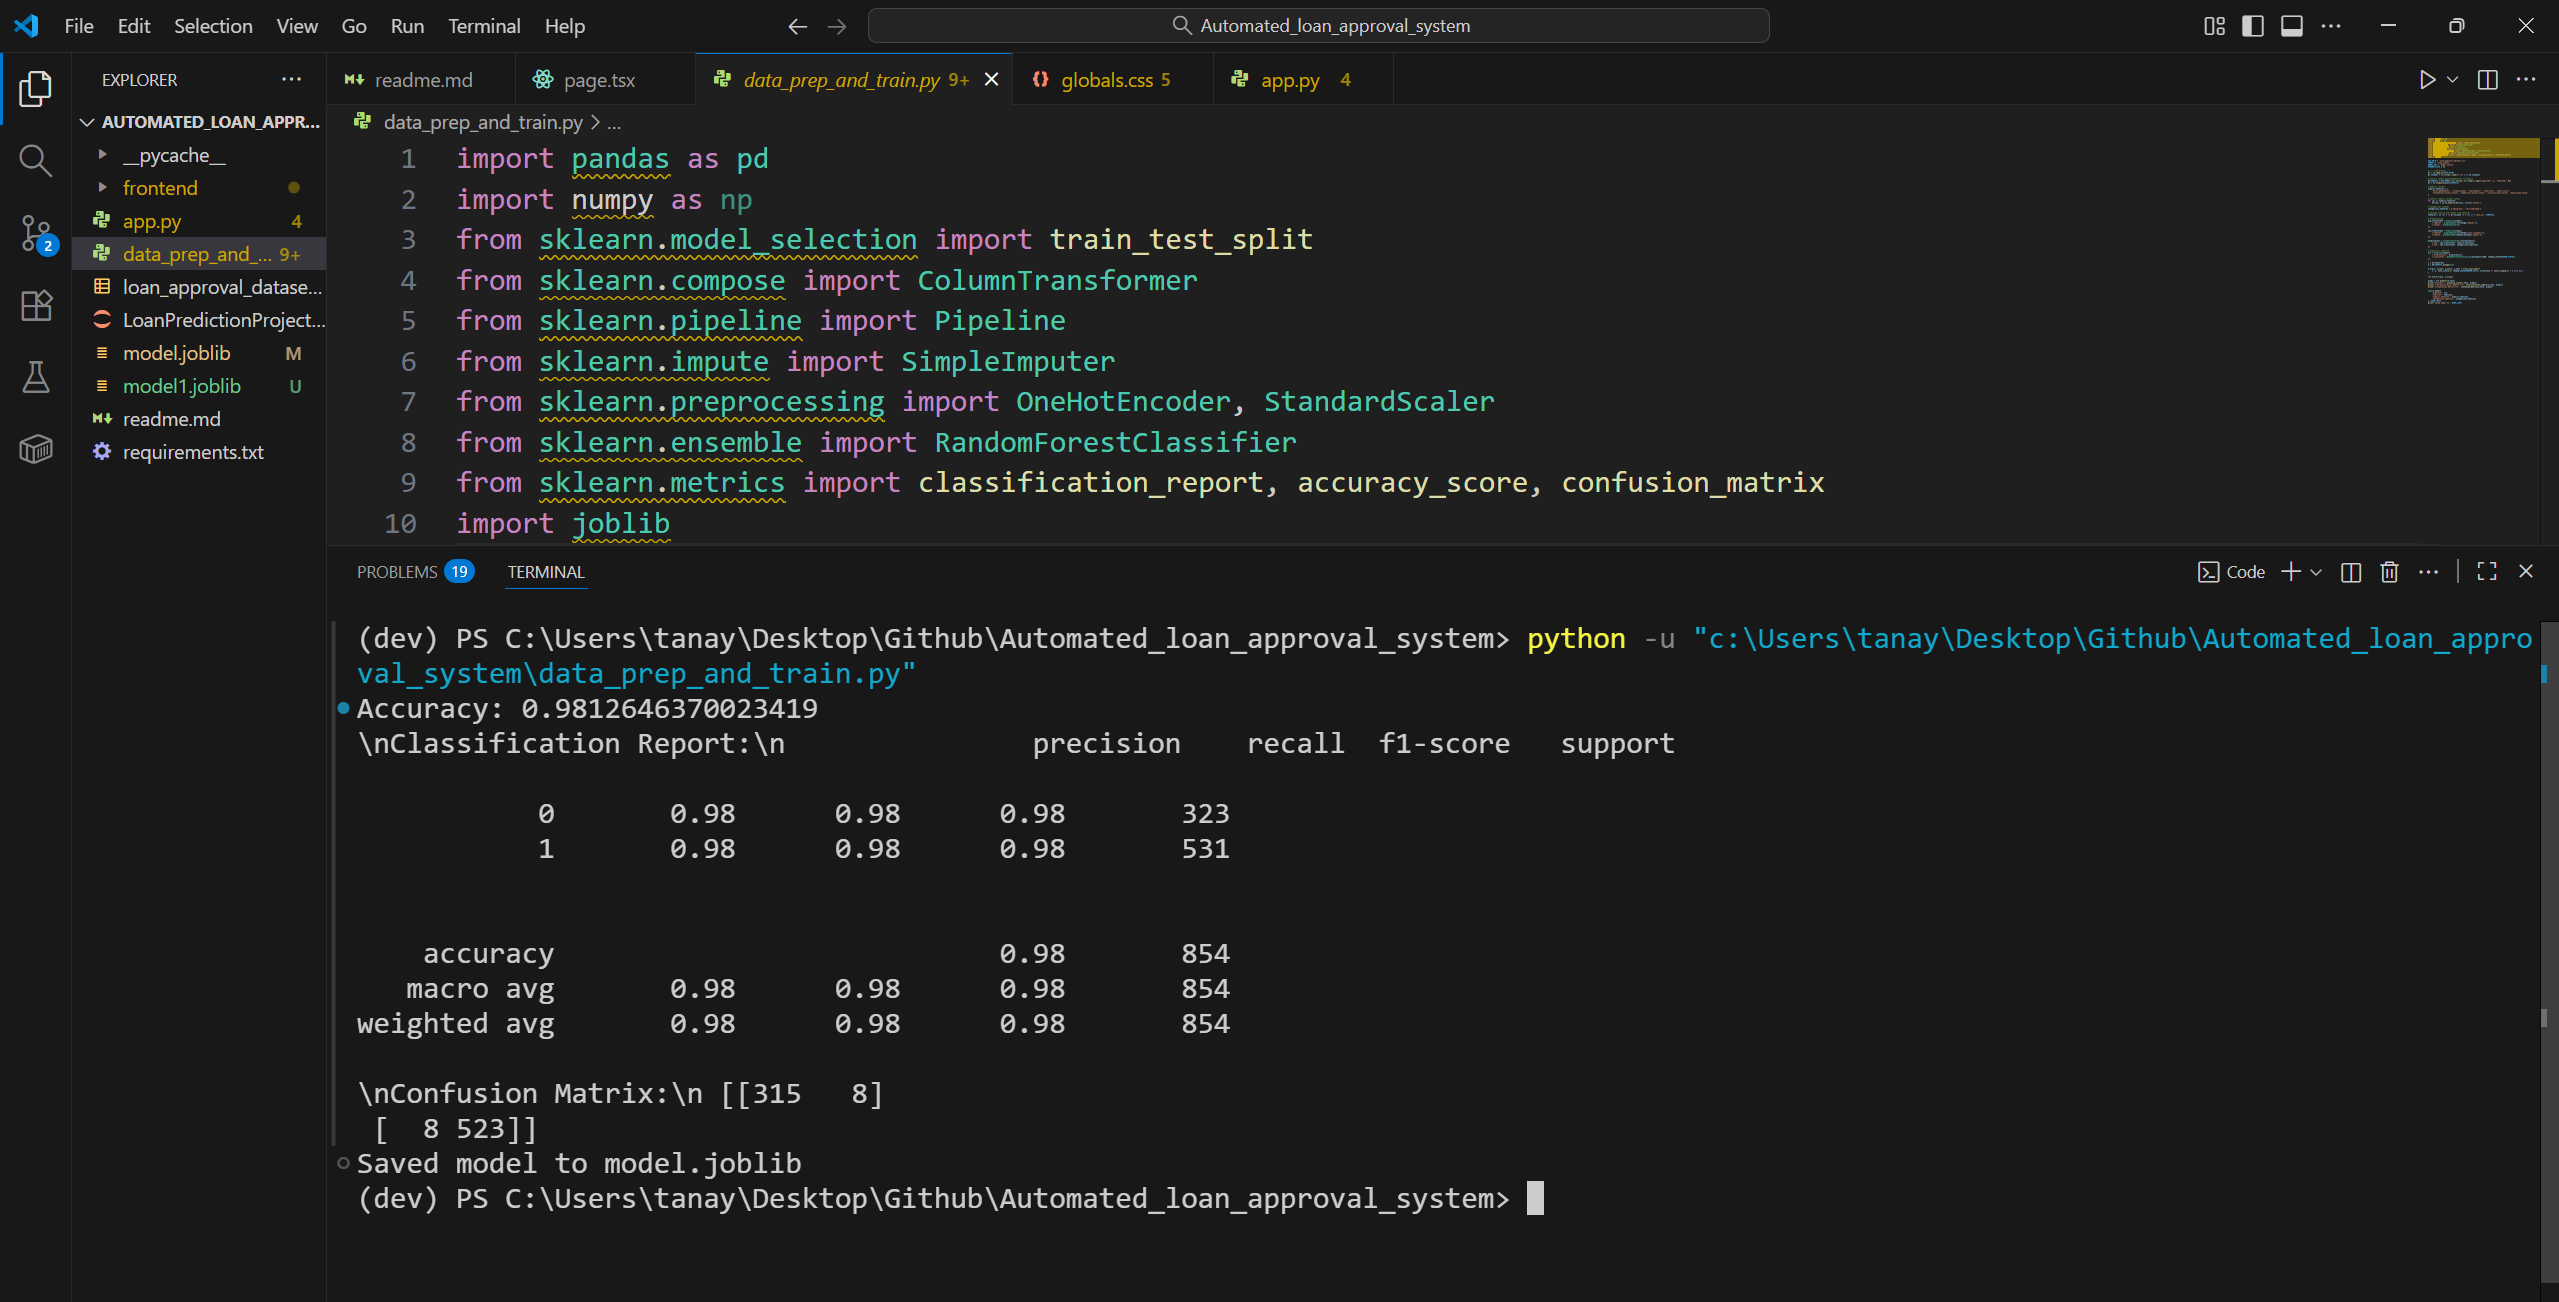 File Edit Selection View Go Run Terminal Help
Automated_loan_approval_system
EXPLORER
AUTOMATED_LOAN_APPR...
__pycache__
frontend
app.py 4
data_prep_and_... 9+
loan_approval_datase...
LoanPredictionProject...
model.joblib M
model1.joblib U
readme.md
requirements.txt
2
readme.md page.tsx data_prep_and_train.py 9+ globals.css 5 app.py 4
data_prep_and_train.py > ...
1 import pandas as pd
2 import numpy as np
3 from sklearn.model_selection import train_test_split
4 from sklearn.compose import ColumnTransformer
5 from sklearn.pipeline import Pipeline
6 from sklearn.impute import SimpleImputer
7 from sklearn.preprocessing import OneHotEncoder, StandardScaler
8 from sklearn.ensemble import RandomForestClassifier
9 from sklearn.metrics import classification_report, accuracy_score, confusion_matrix
10 import joblib
PROBLEMS 19 TERMINAL
Code
(dev) PS C:\Users\tanay\Desktop\Github\Automated_loan_approval_system> python -u "c:\Users\tanay\Desktop\Github\Automated_loan_appro
val_system\data_prep_and_train.py"
Accuracy: 0.9812646370023419
\nClassification Report:\n               precision    recall  f1-score   support
0       0.98      0.98      0.98       323
1       0.98      0.98      0.98       531
accuracy                           0.98       854
macro avg       0.98      0.98      0.98       854
weighted avg       0.98      0.98      0.98       854
\nConfusion Matrix:\n [[315   8]
[  8 523]]
Saved model to model.joblib
(dev) PS C:\Users\tanay\Desktop\Github\Automated_loan_approval_system>